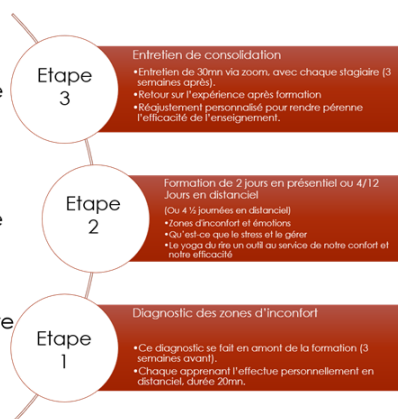 Entretien de consolidation
Etape
3
•Entretien de 30mn via zoom, avec chaque stagiaire (3
semaines après).
•Retour sur l'expérience après formation
•Réajustement personnalisé pour rendre pérenne
l'efficacité de l'enseignement.
Etape
2
Formation de 2 jours en présentiel ou 4/12
Jours en distanciel
(Ou 4 ½ journées en distanciel)
•Zones d'inconfort et émotions
•Qu'est-ce que le stress et le gérer
•Le yoga du rire un outil au service de notre confort et
notre efficacité
Etape
1
Diagnostic des zones d'inconfort
•Ce diagnostic se fait en amont de la formation (3
semaines avant).
•Chaque apprenant l'effectue personnellement en
distanciel, durée 20mn.